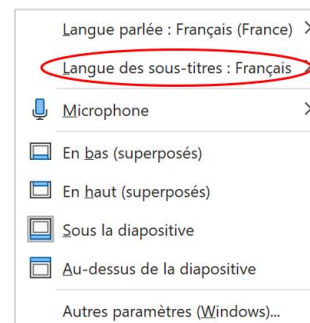 Langue parlée : Français (France)
Langue des sous-titres : Français
Microphone
En bas (superposés)
En haut (superposés)
Sous la diapositive
Au-dessus de la diapositive
Autres paramètres (Windows)...